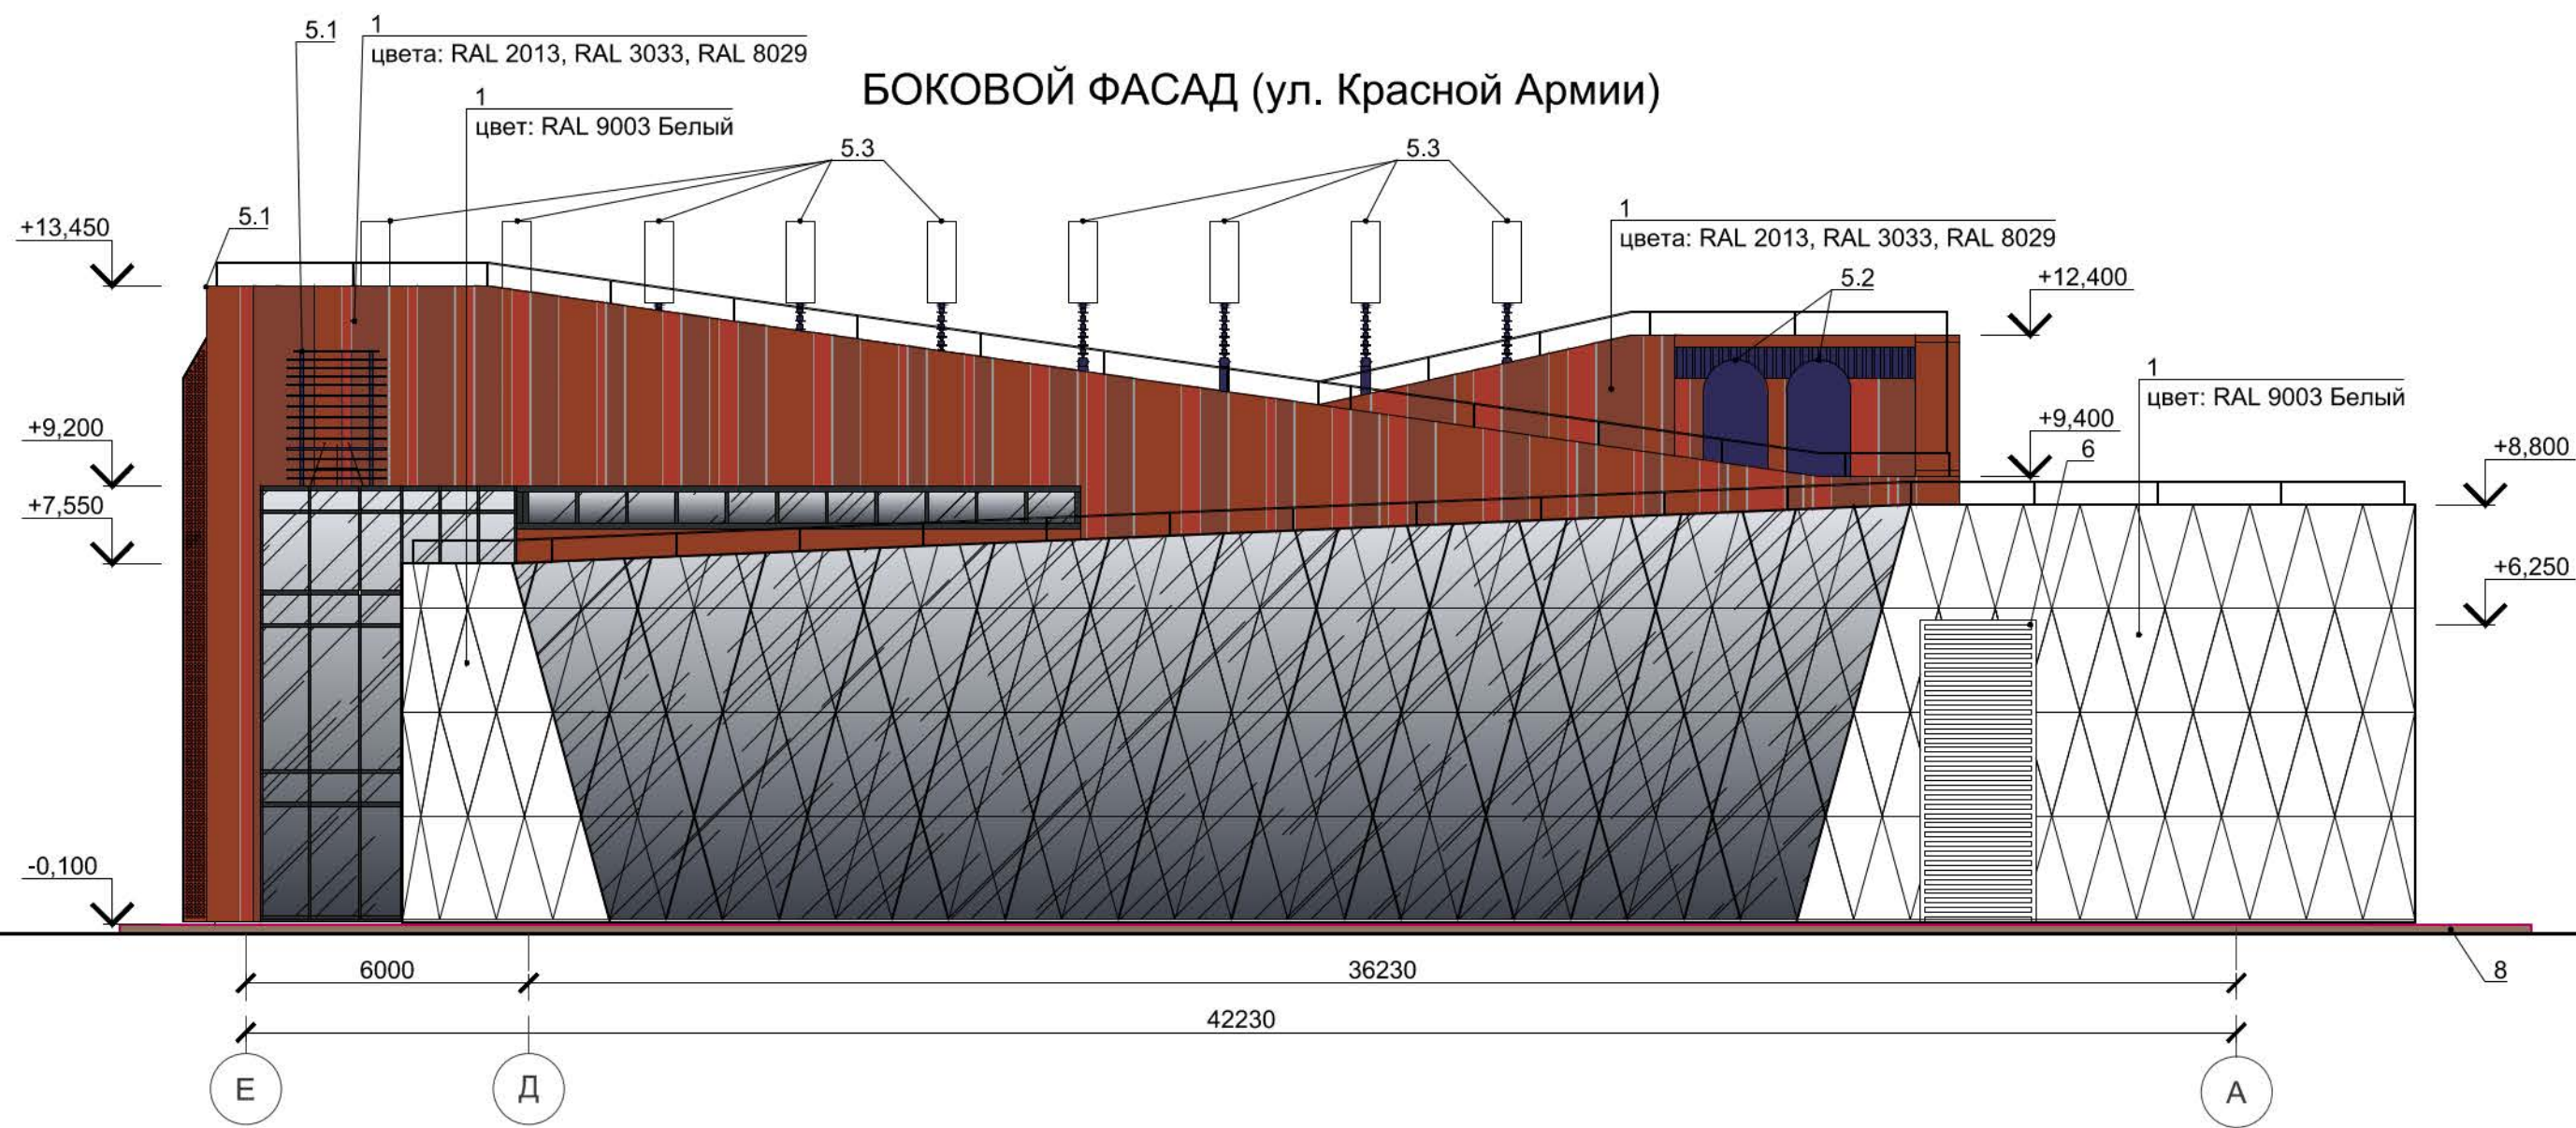 5.1
1
цвета: RAL 2013, RAL 3033, RAL 8029
БОКОВОЙ ФАСАД (ул. Красной Армии)
1
цвет: RAL 9003 Белый
5.3
5.3
5.1
+13,450
1
цвета: RAL 2013, RAL 3033, RAL 8029
5.2
+12,400
1
цвет: RAL 9003 Белый
+9,200
+9,400
6
+8,800
+7,550
+6,250
-0,100
6000
36230
8
42230
Е
Д
А